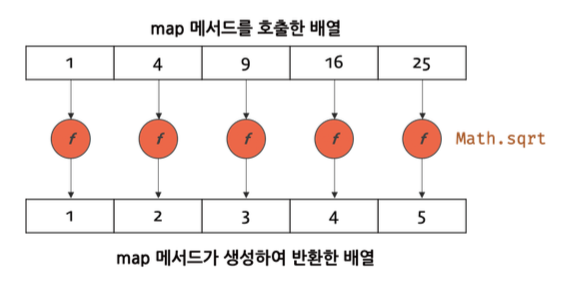 map 메서드를 호출한 배열
1 4 9 16 25
f f f f f Math.sqrt
1 2 3 4 5
map 메서드가 생성하여 반환한 배열